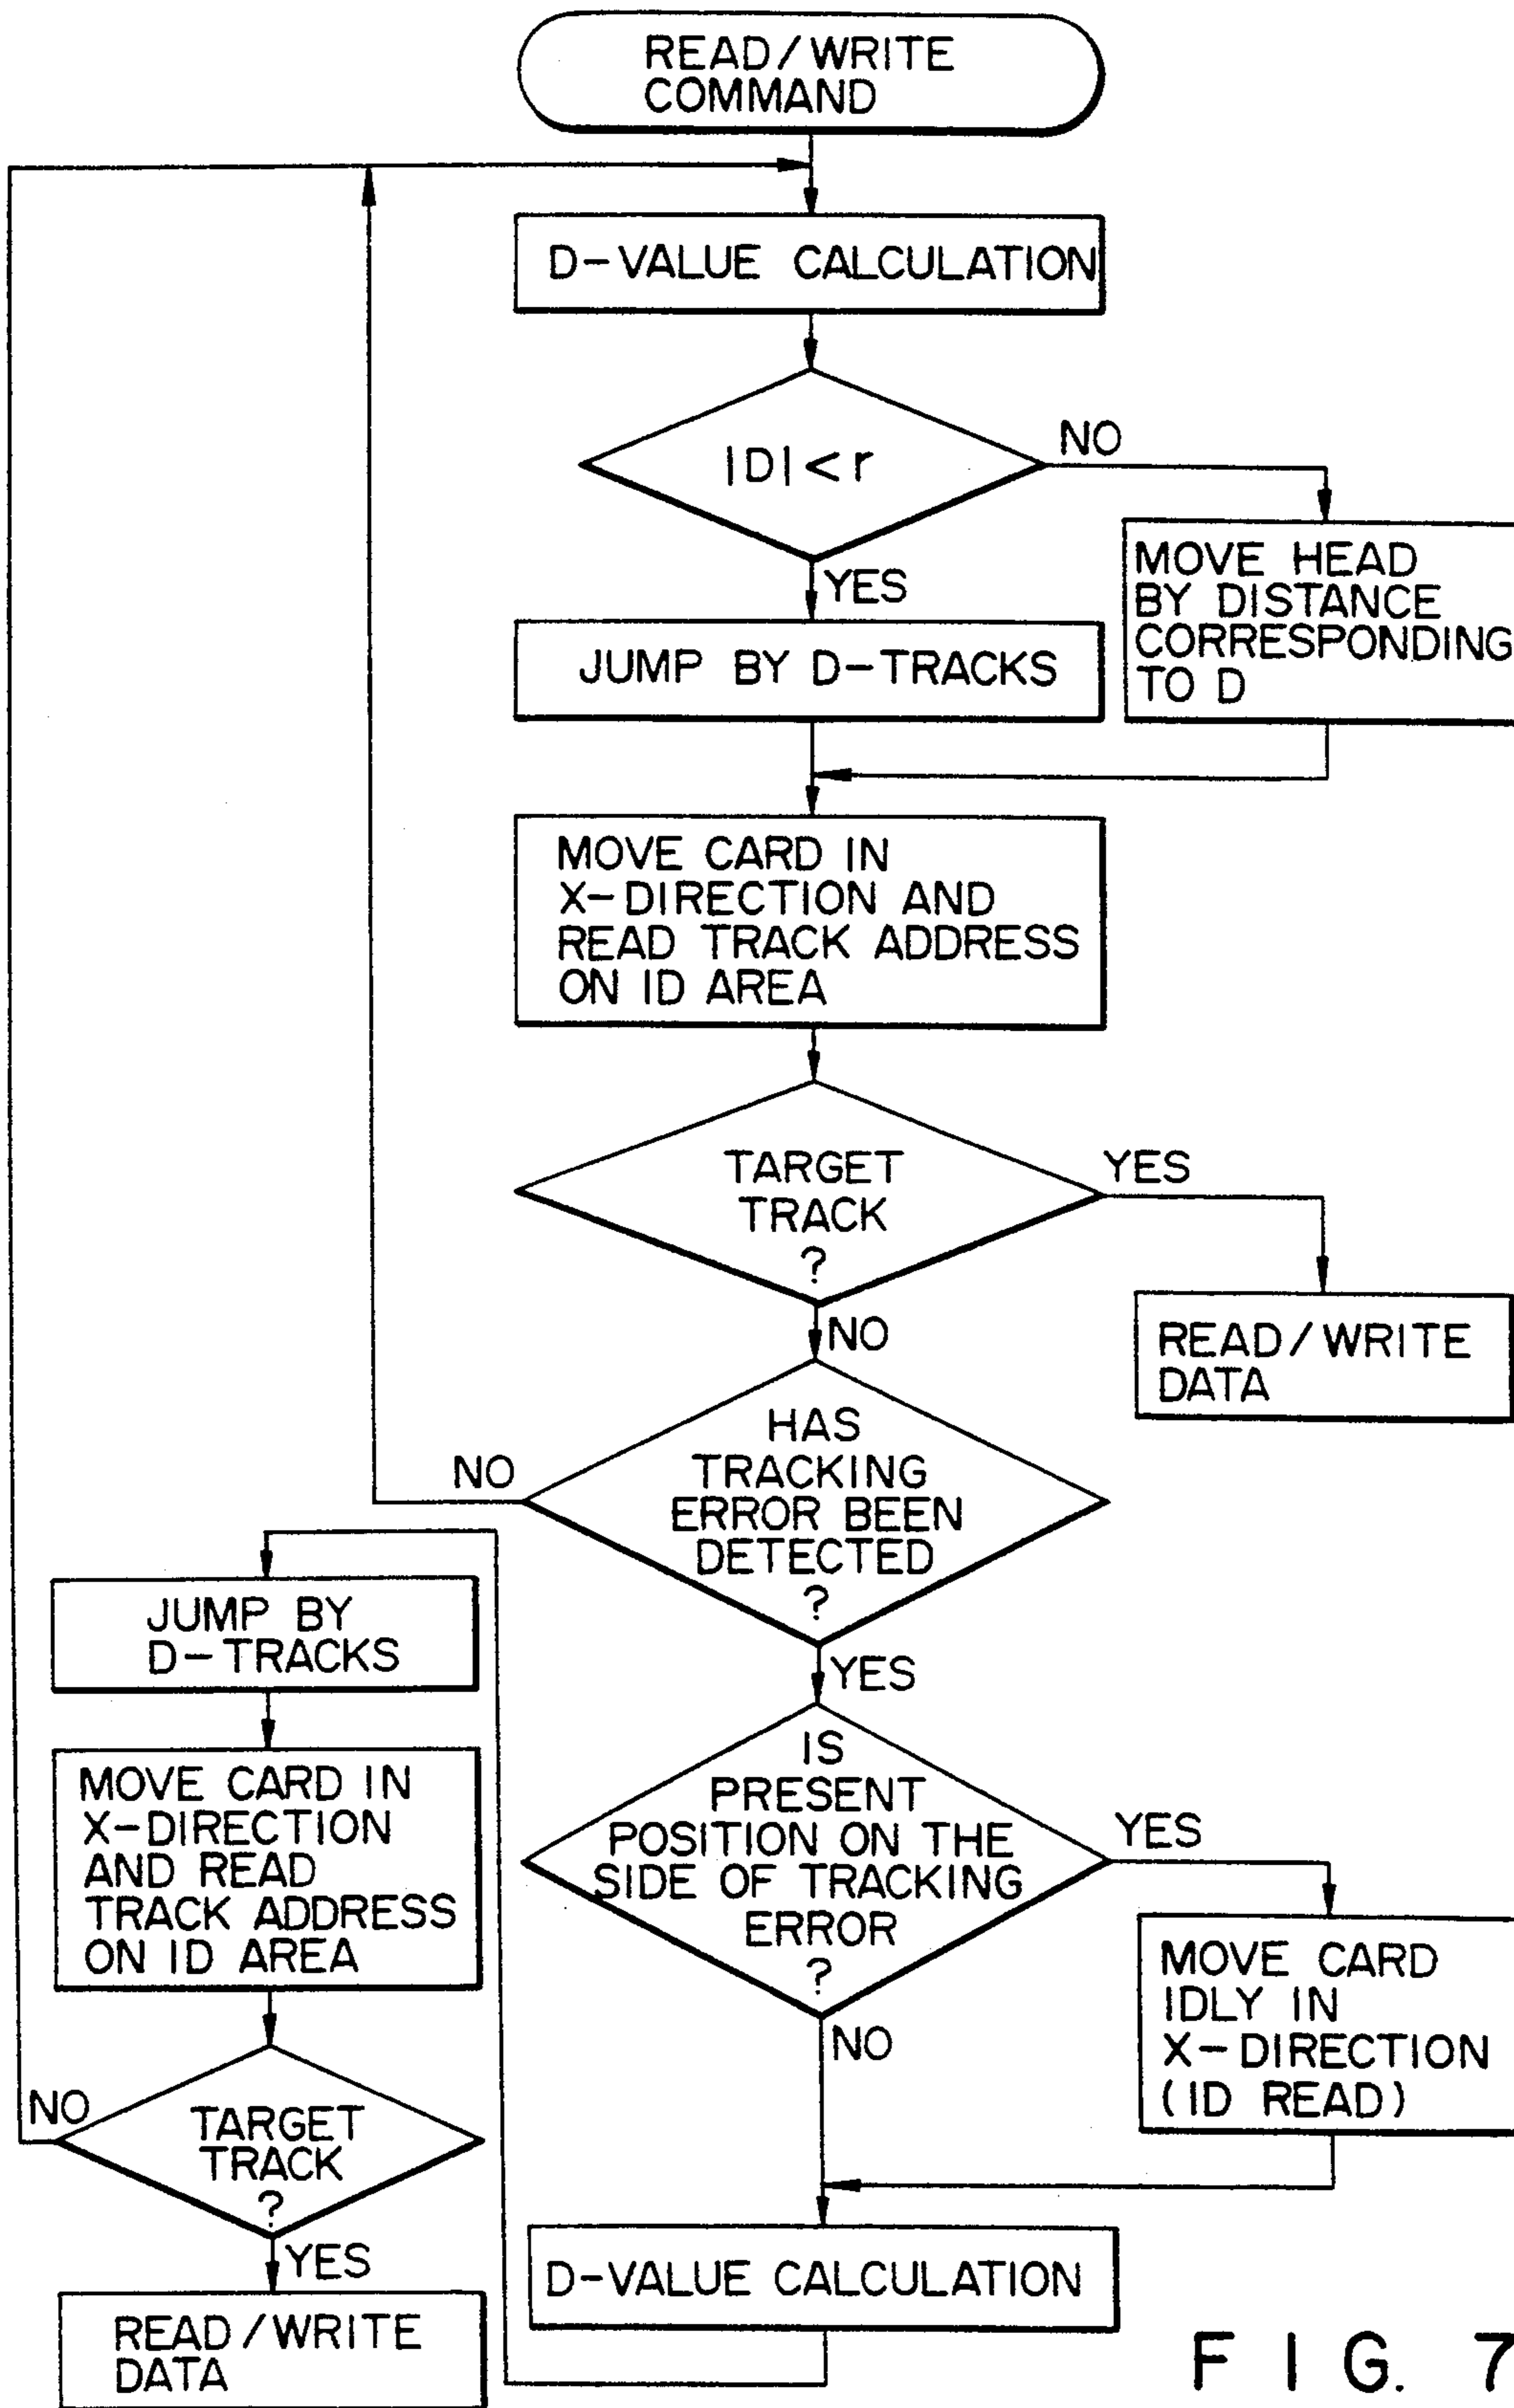 READ/WRITE
COMMAND
D-VALUE CALCULATION
|D|<r
NO
YES
MOVE HEAD
BY DISTANCE
CORRESPONDING
TO D
JUMP BY D-TRACKS
MOVE CARD IN
X-DIRECTION AND
READ TRACK ADDRESS
ON ID AREA
TARGET
TRACK
?
YES
NO
READ/WRITE
DATA
HAS
TRACKING
ERROR BEEN
DETECTED
?
NO
YES
IS
PRESENT
POSITION ON THE
SIDE OF TRACKING
ERROR
?
YES
NO
MOVE CARD
IDLY IN
X-DIRECTION
(ID READ)
D-VALUE CALCULATION
JUMP BY
D-TRACKS
MOVE CARD IN
X-DIRECTION
AND READ
TRACK ADDRESS
ON ID AREA
TARGET
TRACK
?
NO
YES
READ/WRITE
DATA
FIG. 7